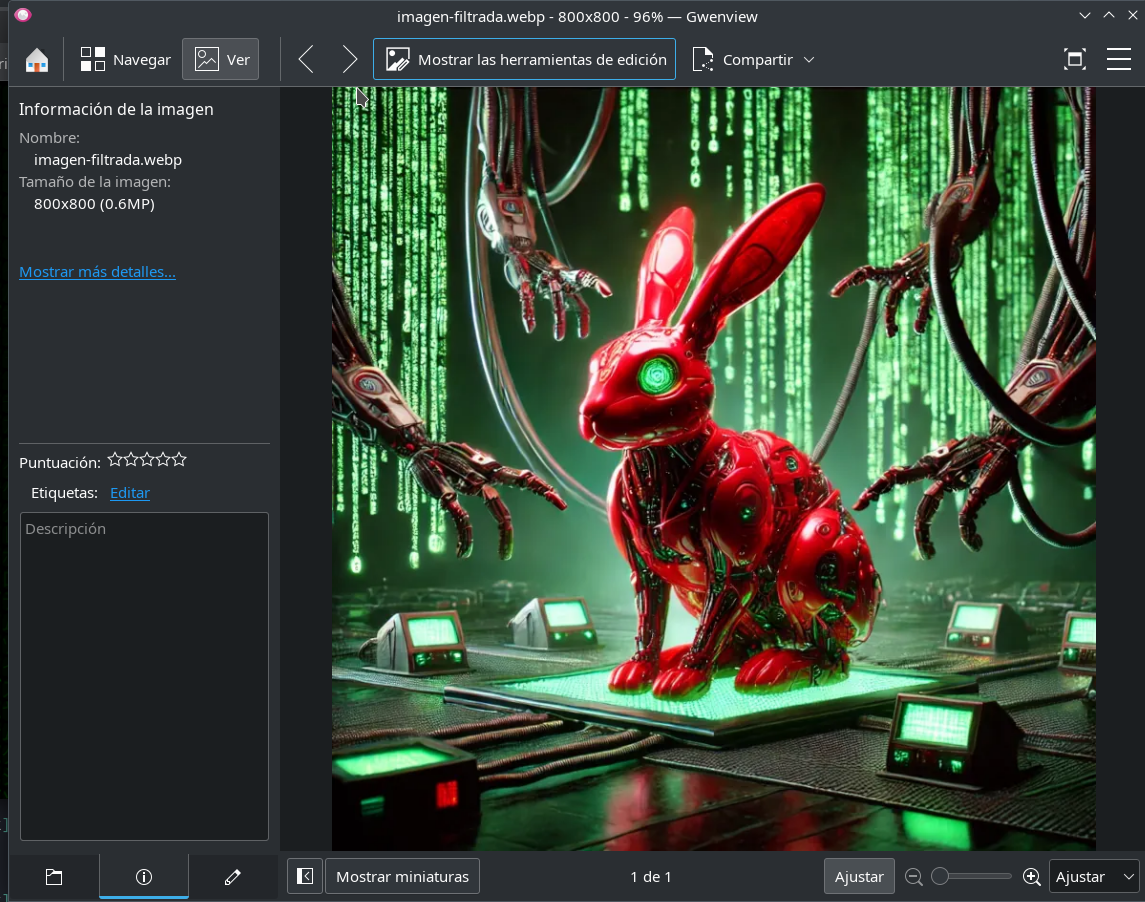 imagen-filtrada.webp - 800x800 - 96% — Gwenview
Navegar
Ver
Mostrar las herramientas de edición
Compartir
Información de la imagen
Nombre:
imagen-filtrada.webp
Tamaño de la imagen:
800x800 (0.6MP)
Mostrar más detalles...
Puntuación:
Etiquetas: Editar
Descripción
Mostrar miniaturas
1 de 1
Ajustar
Ajustar